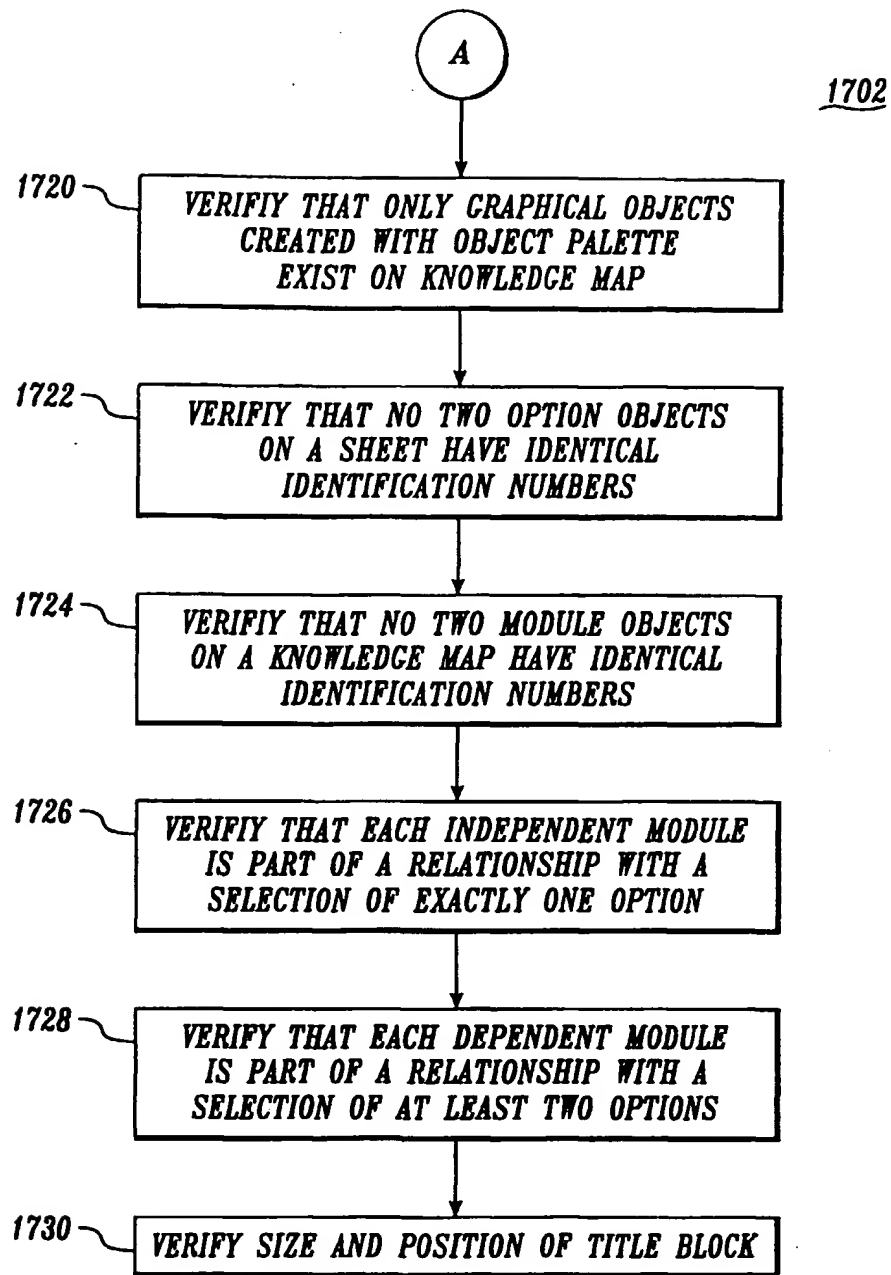 A
1702
1720
VERIFIY THAT ONLY GRAPHICAL OBJECTS
CREATED WITH OBJECT PALETTE
EXIST ON KNOWLEDGE MAP
1722
VERIFIY THAT NO TWO OPTION OBJECTS
ON A SHEET HAVE IDENTICAL
IDENTIFICATION NUMBERS
1724
VERIFIY THAT NO TWO MODULE OBJECTS
ON A KNOWLEDGE MAP HAVE IDENTICAL
IDENTIFICATION NUMBERS
1726
VERIFIY THAT EACH INDEPENDENT MODULE
IS PART OF A RELATIONSHIP WITH A
SELECTION OF EXACTLY ONE OPTION
1728
VERIFY THAT EACH DEPENDENT MODULE
IS PART OF A RELATIONSHIP WITH A
SELECTION OF AT LEAST TWO OPTIONS
1730
VERIFY SIZE AND POSITION OF TITLE BLOCK